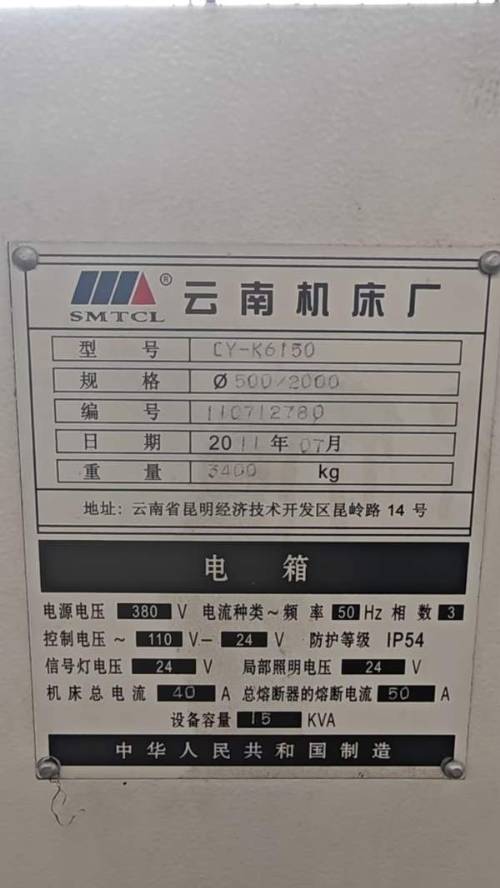 SMTCL ® 云南机床厂
型号 CY-K6150
规格 Ø500/2000
编号 110712780
日期 2011年07月
重量 3400 kg
地址: 云南省昆明经济技术开发区昆岭路 14 号
电箱
电源电压 380 V 电流种类~频率 50 Hz 相数 3
控制电压~ 110 V— 24 V 防护等级 IP54
信号灯电压 24 V 局部照明电压 24 V
机床总电流 40 A 总熔断器的熔断电流 50 A
设备容量 15 KVA
中华人民共和国制造